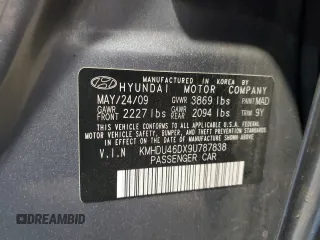 MANUFACTURED BY
HYUNDAI MOTOR COMPANY
MAY/24/09 GVWR 3869 lbs PAINT MAD
GAWR FRONT 2227 lbs GAWR REAR 2094 lbs TRIM 9Y
THIS VEHICLE CONFORMS TO ALL APPLICABLE FEDERAL
MOTOR VEHICLE SAFETY, BUMPER, AND THEFT
PREVENTION STANDARDS IN EFFECT ON THE DATE OF
MANUFACTURE SHOWN ABOVE.
V.I.N KMHDU46DX9U787838
PASSENGER CAR
DREAMBID